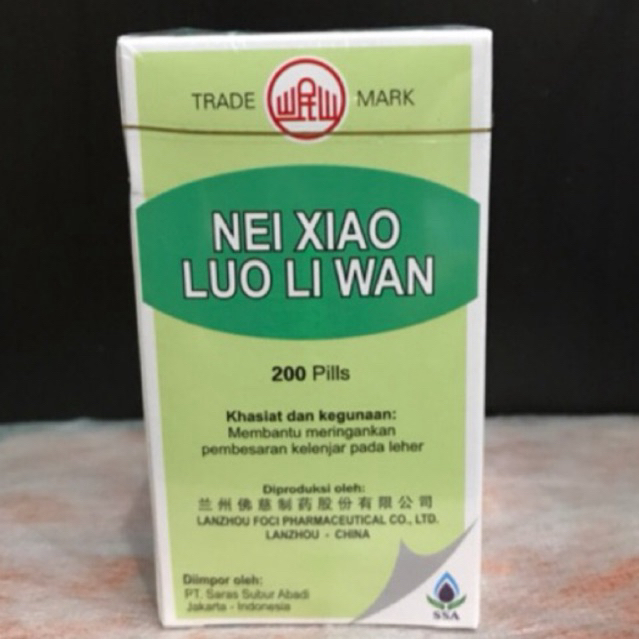 TRADE MARK
NEI XIAO
LUO LI WAN
200 Pills
Khasiat dan kegunaan:
Membantu meringankan
pembesaran kelenjar pada leher
Diproduksi oleh:
兰州佛慈制药股份有限公司
LANZHOU FOCI PHARMACEUTICAL CO., LTD.
LANZHOU - CHINA
Diimpor oleh:
PT. Saras Subur Abadi
Jakarta - Indonesia
SSA